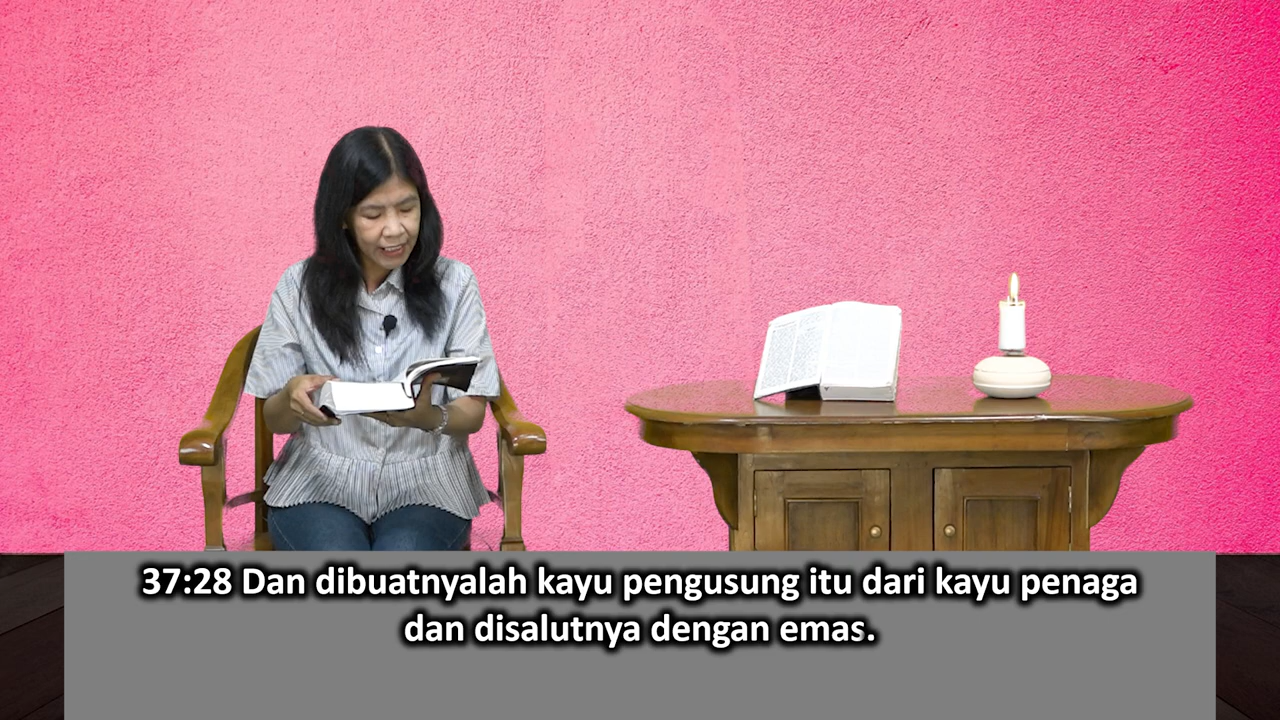 37:28 Dan dibuatnyalah kayu pengusung itu dari kayu penaga
dan disalutnya dengan emas.